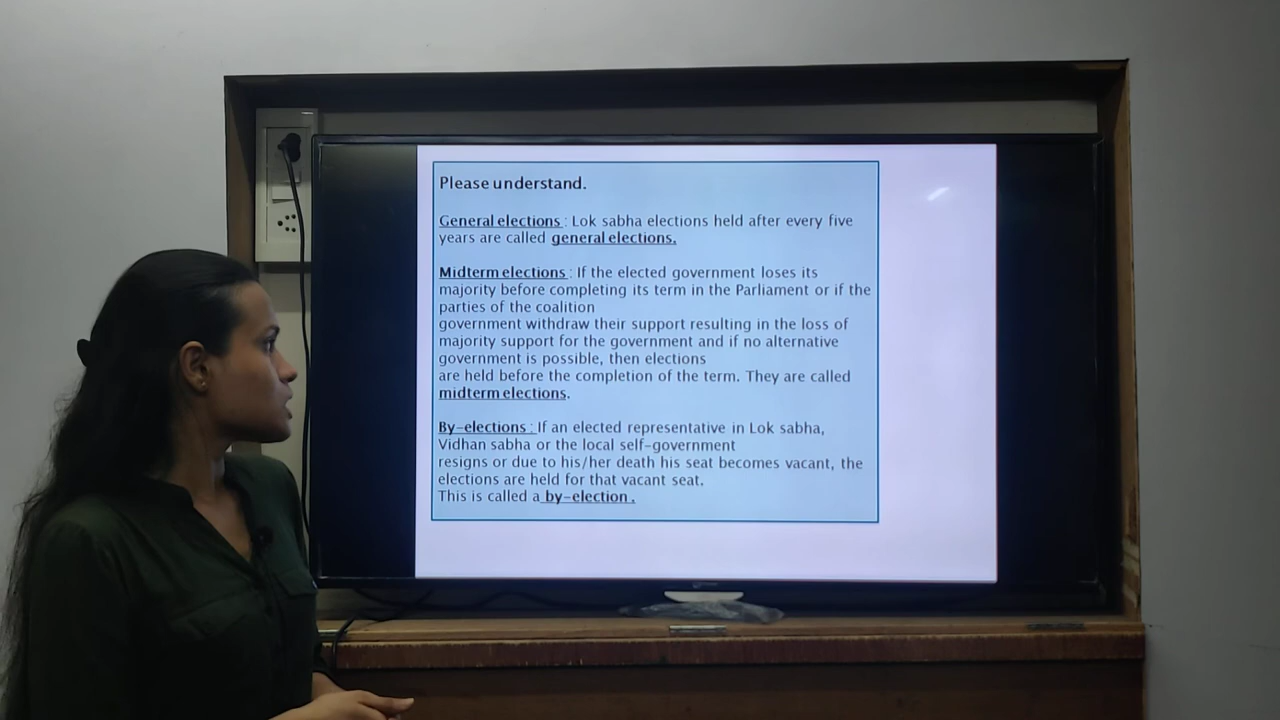 Please understand.
General elections : Lok sabha elections held after every five
years are called general elections.
Midterm elections : If the elected government loses its
majority before completing its term in the Parliament or if the
parties of the coalition
government withdraw their support resulting in the loss of
majority support for the government and if no alternative
government is possible, then elections
are held before the completion of the term. They are called
midterm elections.
By-elections : If an elected representative in Lok sabha,
Vidhan sabha or the local self-government
resigns or due to his/her death his seat becomes vacant, the
elections are held for that vacant seat.
This is called a by-election.